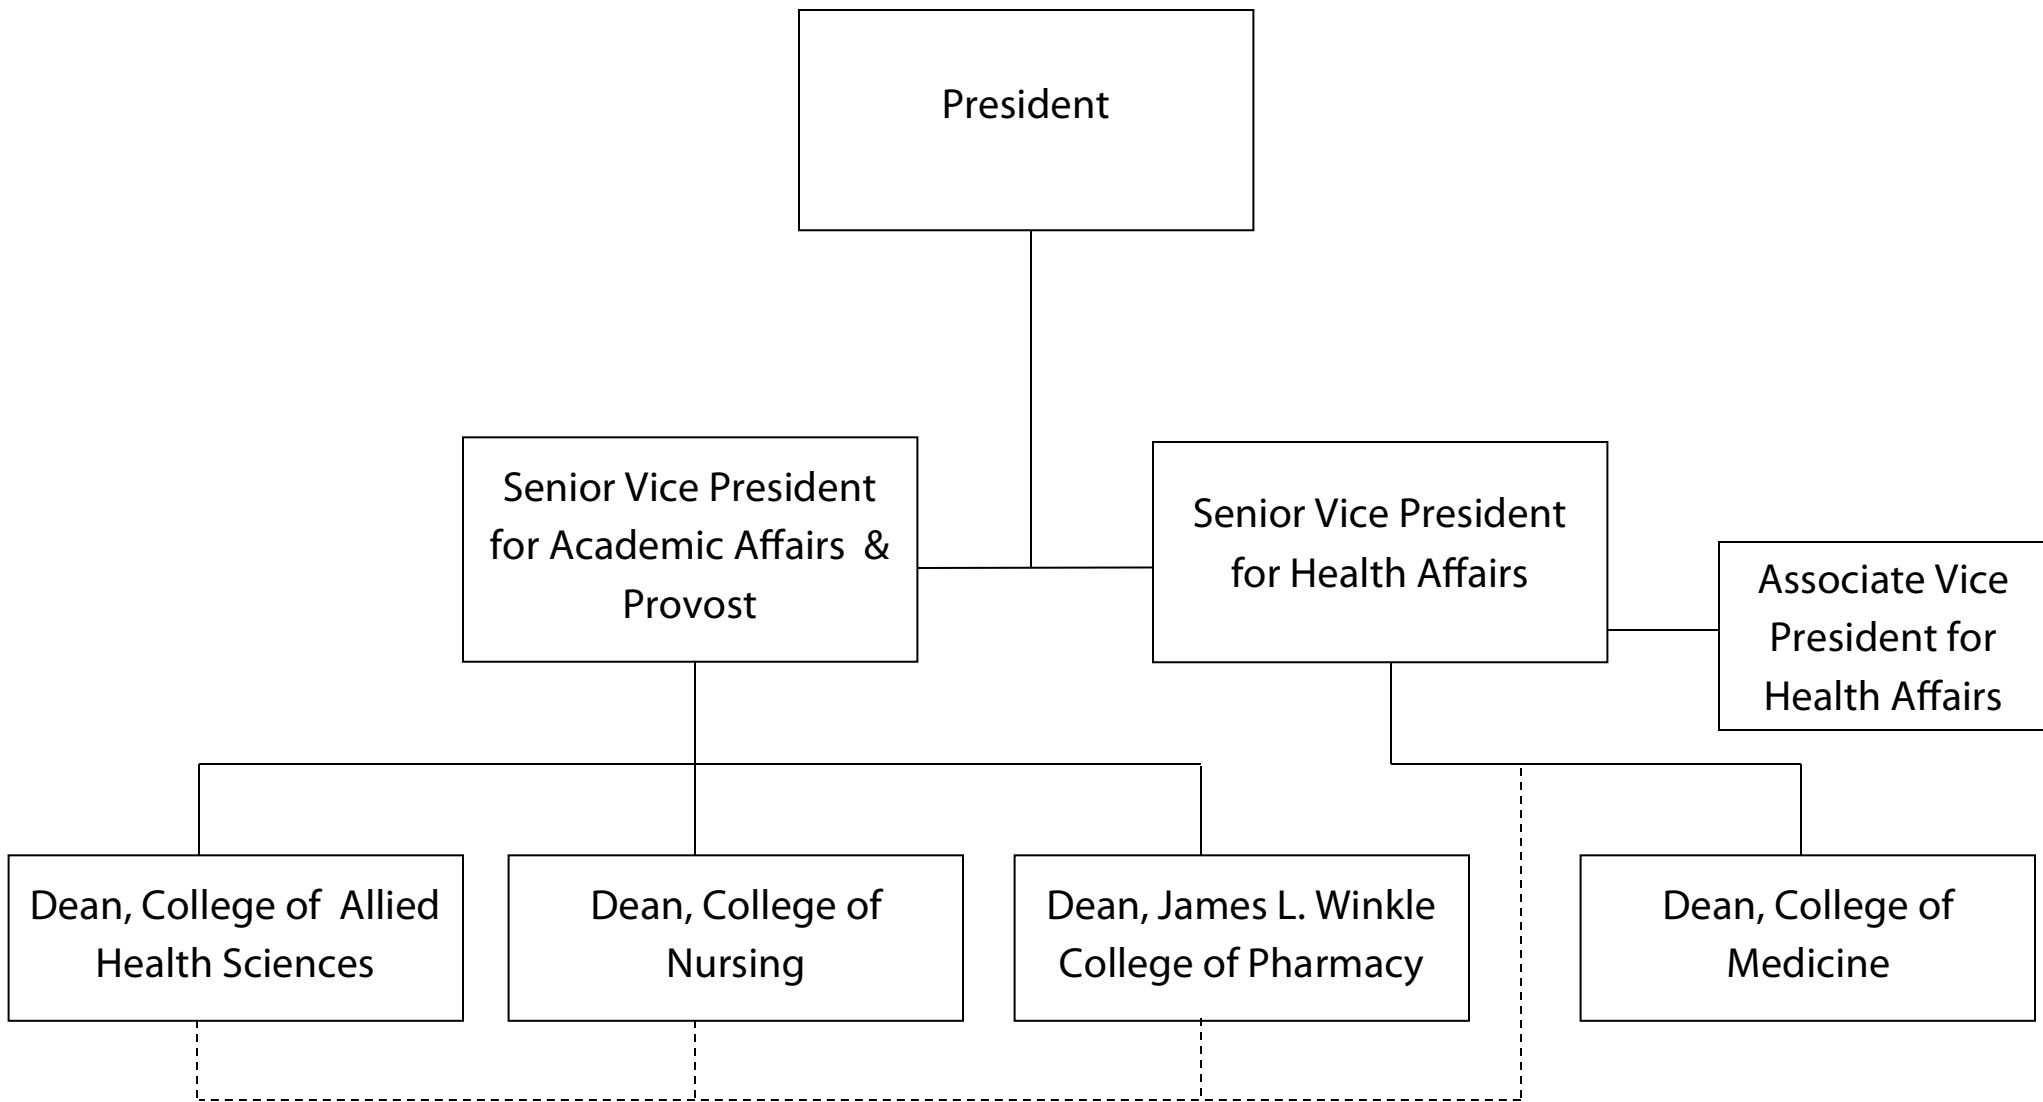 President
Senior Vice President
for Academic Affairs &
Provost
Senior Vice President
for Health Affairs
Associate Vice
President for
Health Affairs
Dean, College of Allied
Health Sciences
Dean, College of
Nursing
Dean, James L. Winkle
College of Pharmacy
Dean, College of
Medicine